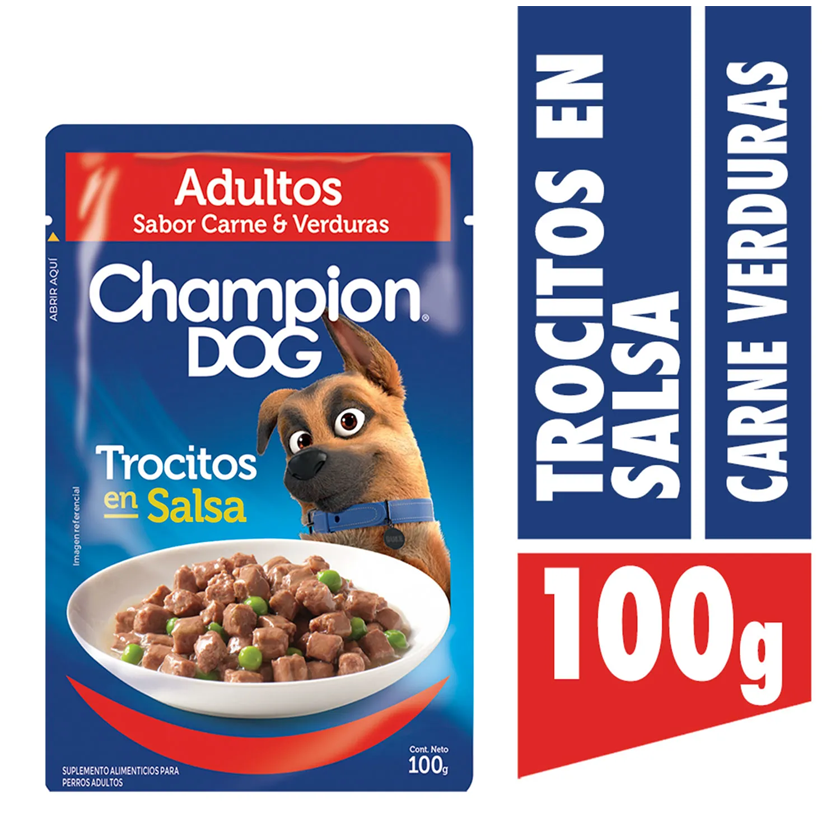 Adultos
Sabor Carne & Verduras
ABRIR AQUÍ
Champion®
DOG
Trocitos
en Salsa
Imagen referencial
SUPLEMENTO ALIMENTICIOS PARA
PERROS ADULTOS
Cont. Neto
100g
TROCITOS EN
SALSA
CARNE VERDURAS
100g